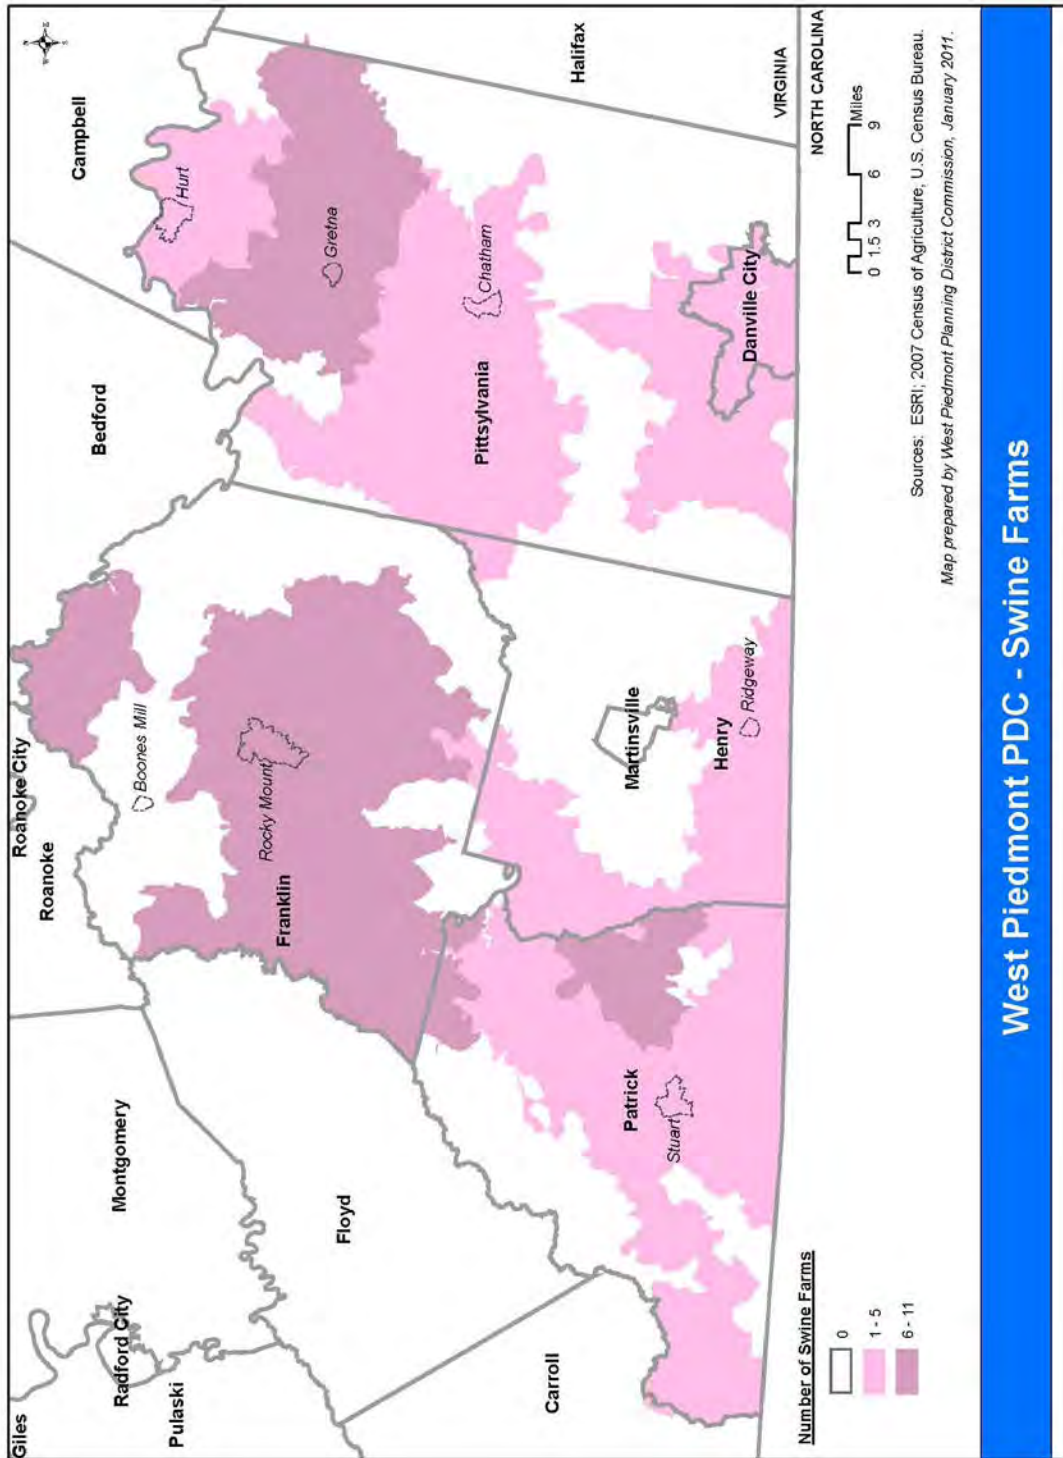 Giles
Radford City
Pulaski
Montgomery
Roanoke
Roanoke City
Bedford
Campbell
Floyd
Carroll
Boones Mill
Rocky Mount
Franklin
Hurt
Gretna
Chatham
Pittsylvania
Halifax
Patrick
Stuart
Martinsville
Henry
Ridgeway
Danville City
VIRGINIA
NORTH CAROLINA
N
E
S
W
Number of Swine Farms
0
1 - 5
6 - 11
0 1.5 3 6 9
Miles
Sources: ESRI; 2007 Census of Agriculture, U.S. Census Bureau.
Map prepared by West Piedmont Planning District Commission, January 2011.
West Piedmont PDC - Swine Farms